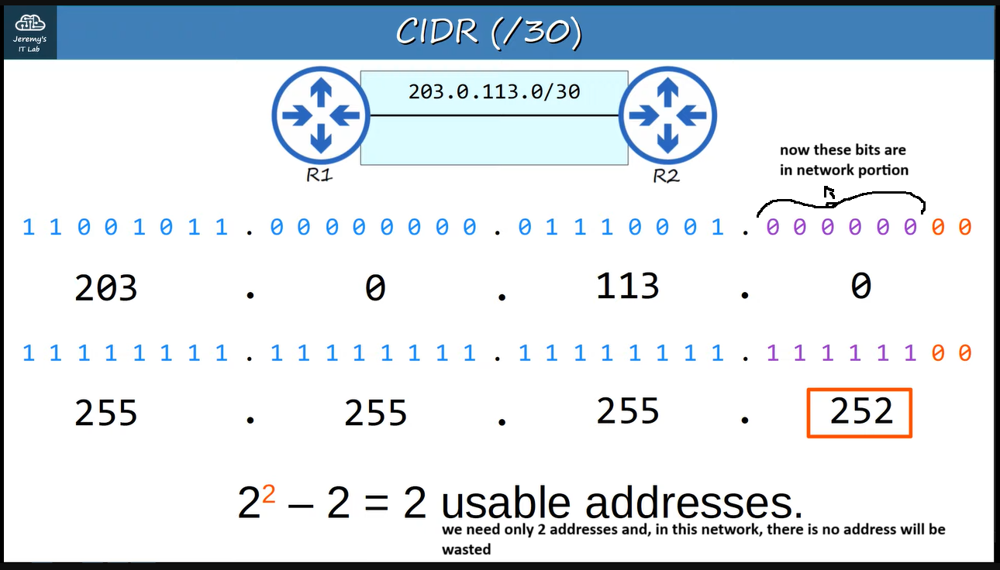 Jeremy's
IT Lab
CIDR (/30)
203.0.113.0/30
R1
R2
now these bits are
in network portion
1 1 0 0 1 0 1 1 . 0 0 0 0 0 0 0 0 . 0 1 1 1 0 0 0 1 . 0 0 0 0 0 0 0 0
203 . 0 . 113 . 0
1 1 1 1 1 1 1 1 . 1 1 1 1 1 1 1 1 . 1 1 1 1 1 1 1 1 . 1 1 1 1 1 1 0 0
255 . 255 . 255 . 252
2² – 2 = 2 usable addresses.
we need only 2 addresses and, in this network, there is no address will be
wasted